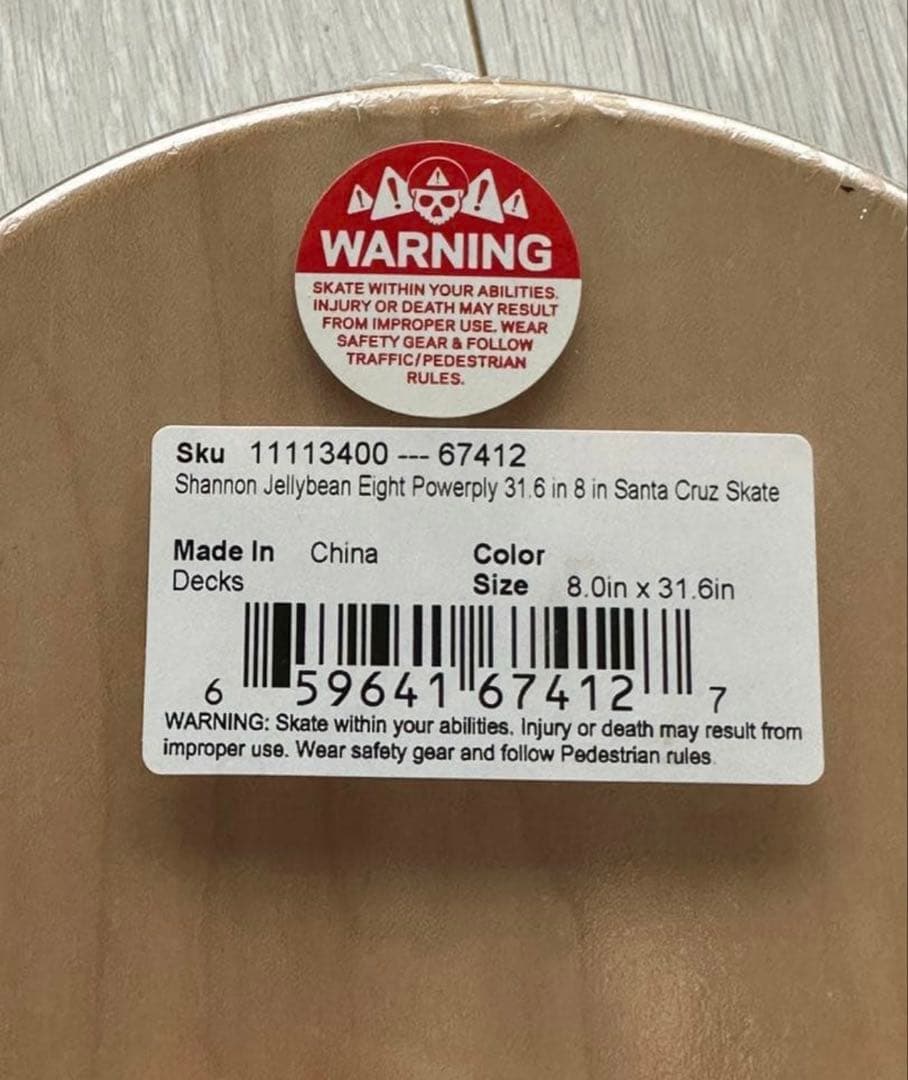 WARNING
SKATE WITHIN YOUR ABILITIES.
INJURY OR DEATH MAY RESULT
FROM IMPROPER USE. WEAR
SAFETY GEAR & FOLLOW
TRAFFIC/PEDESTRIAN
RULES.
Sku 11113400 --- 67412
Shannon Jellybean Eight Powerply 31.6 in 8 in Santa Cruz Skate
Made In China Color
Decks Size 8.0in x 31.6in
6 59641 67412 7
WARNING: Skate within your abilities. Injury or death may result from
improper use. Wear safety gear and follow Pedestrian rules.